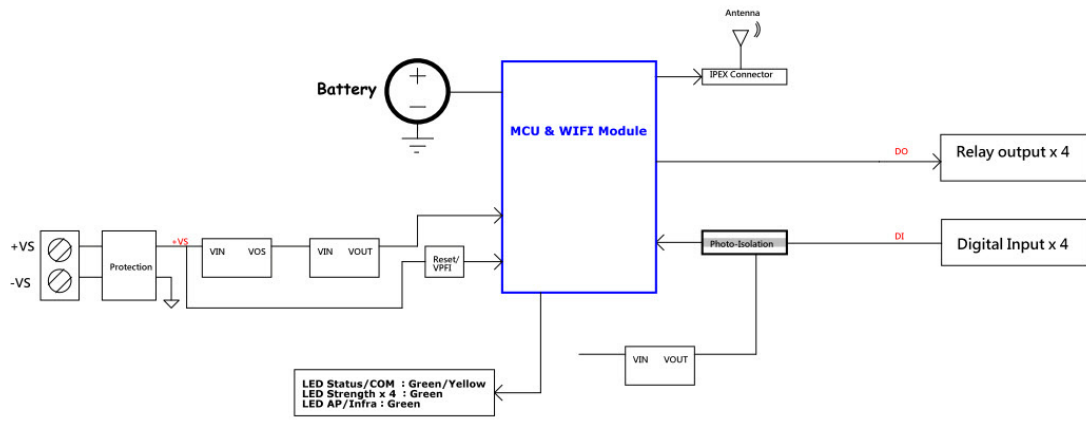 Antenna
IPEX Connector
Battery
MCU & WIFI Module
DO
Relay output x 4
+VS
-VS
Protection
+VS
VIN VOS
VIN VOUT
Reset/
VPFI
Photo-Isolation
DI
Digital Input x 4
VIN VOUT
LED Status/COM : Green/Yellow
LED Strength x 4 : Green
LED AP/Infra : Green